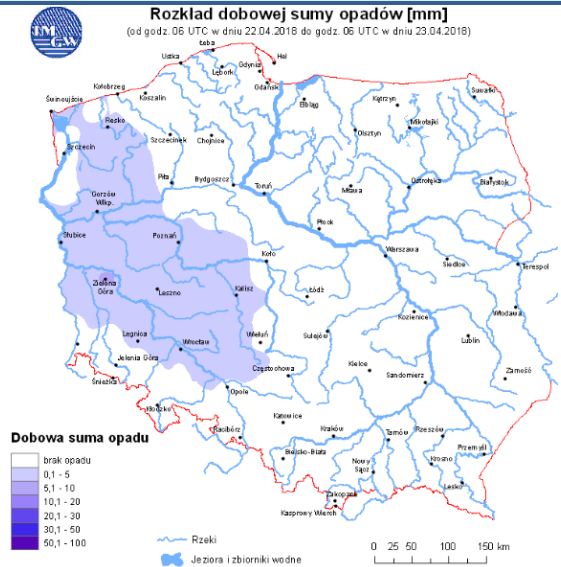 IMGW
Rozkład dobowej sumy opadów [mm]
(od godz. 06 UTC w dniu 22.04.2018 do godz. 06 UTC w dniu 23.04.2018)
Łeba
Ustka
Hel
Gdynia
Lębork
Gdańsk
Kołobrzeg
Koszalin
Świnoujście
Resko
Elbląg
Kętrzyn
Suwałki
Mikołajki
Olsztyn
Szczecinek
Chojnice
Szczecin
Piła
Bydgoszcz
Toruń
Mława
Ostrołęka
Białystok
Gorzów
Wlkp.
Płock
Słubice
Poznań
Koło
Warszawa
Siedlce
Terespol
Zielona
Góra
Leszno
Kalisz
Łódź
Kozienice
Włodawa
Legnica
Wrocław
Wieluń
Sulejów
Lublin
Jelenia Góra
Śnieżka
Częstochowa
Kielce
Sandomierz
Zamość
Opole
Kłodzko
Katowice
Racibórz
Kraków
Tarnów
Rzeszów
Przemyśl
Bielsko-Biała
Nowy
Sącz
Krosno
Lesko
Zakopane
Kasprowy Wierch
Dobowa suma opadu
brak opadu
0,1 - 5
5,1 - 10
10,1 - 20
20,1 - 30
30,1 - 50
50,1 - 100
Rzeki
Jeziora i zbiorniki wodne
0 25 50 100 150 km